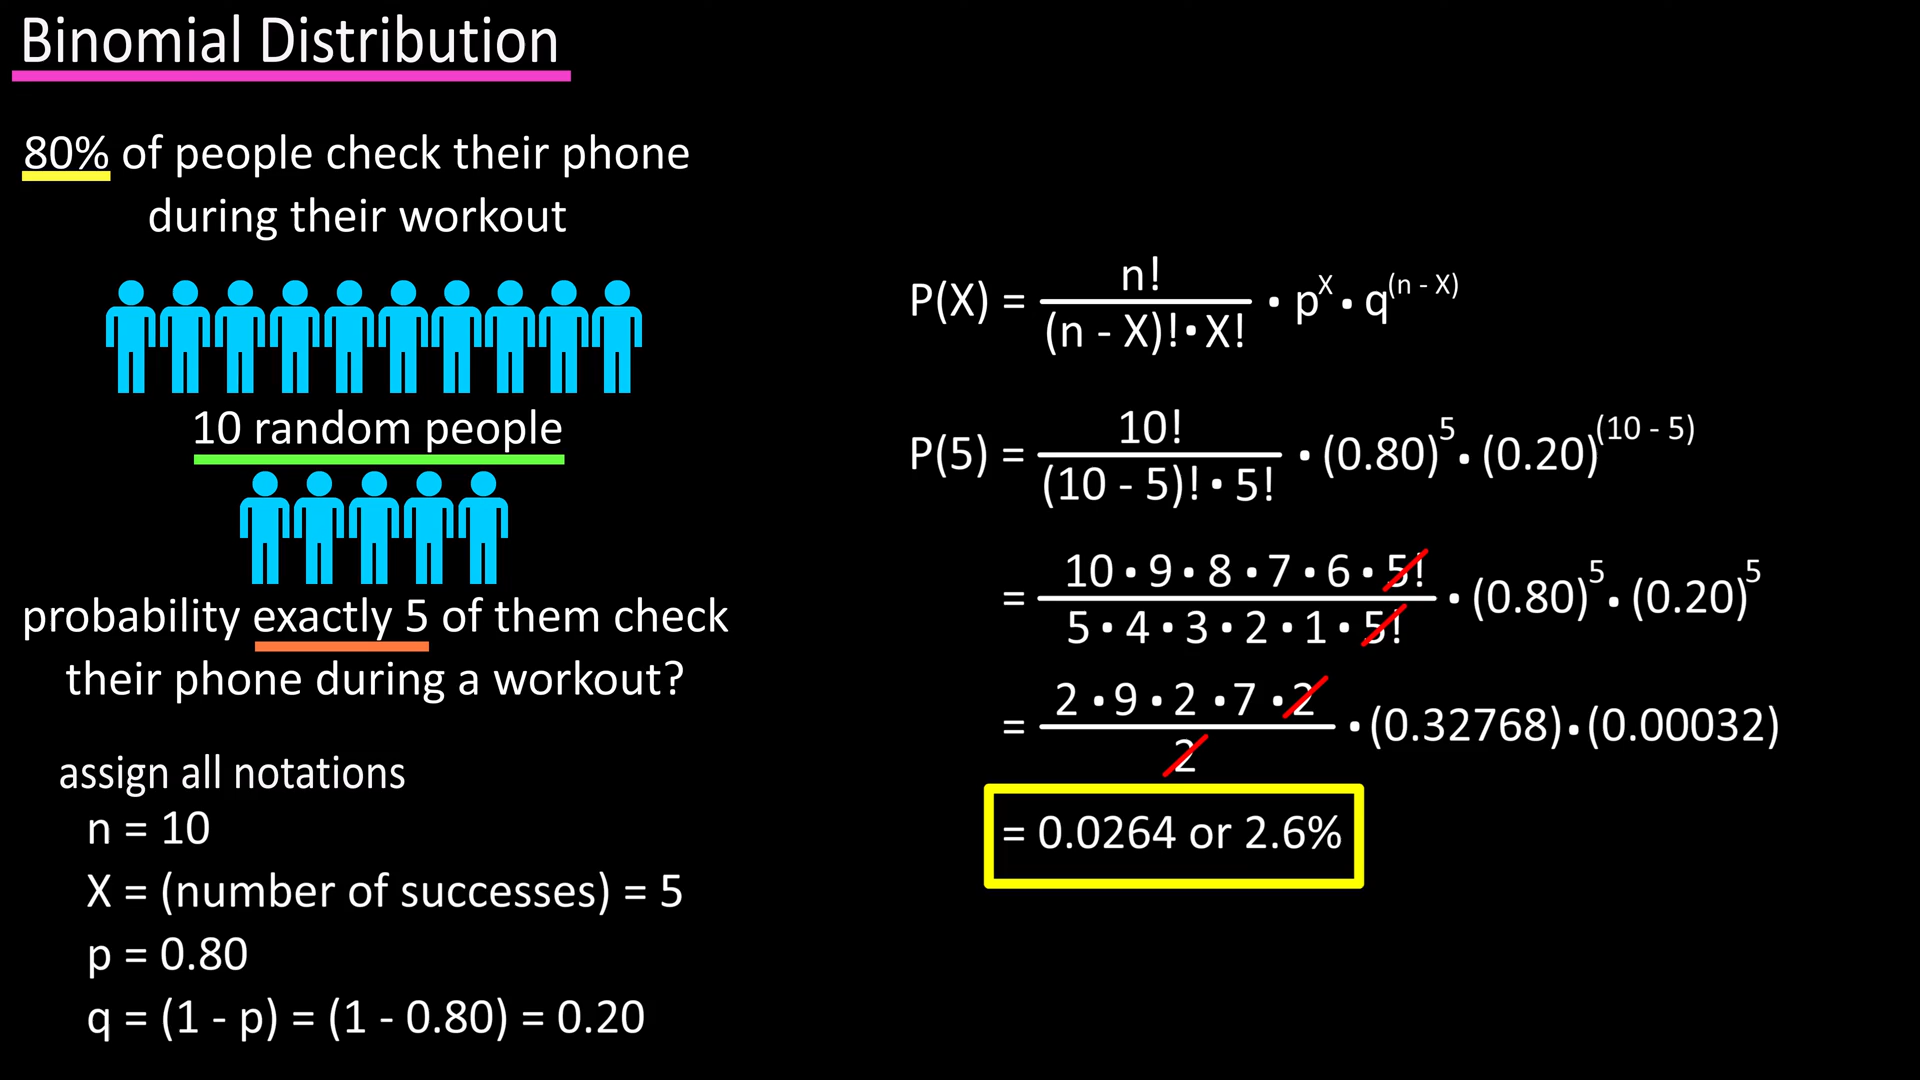 Binomial Distribution
80% of people check their phone
during their workout
10 random people
probability exactly 5 of them check
their phone during a workout?
assign all notations
n = 10
X = (number of successes) = 5
p = 0.80
q = (1 - p) = (1 - 0.80) = 0.20
P(X) = n! / (n - X)! • X! • p^X • q^(n - X)
P(5) = 10! / (10 - 5)! • 5! • (0.80)^5 • (0.20)^(10 - 5)
= 10 • 9 • 8 • 7 • 6 • 5! / 5 • 4 • 3 • 2 • 1 • 5! • (0.80)^5 • (0.20)^5
= 2 • 9 • 2 • 7 • 2 / 2 • (0.32768) • (0.00032)
= 0.0264 or 2.6%